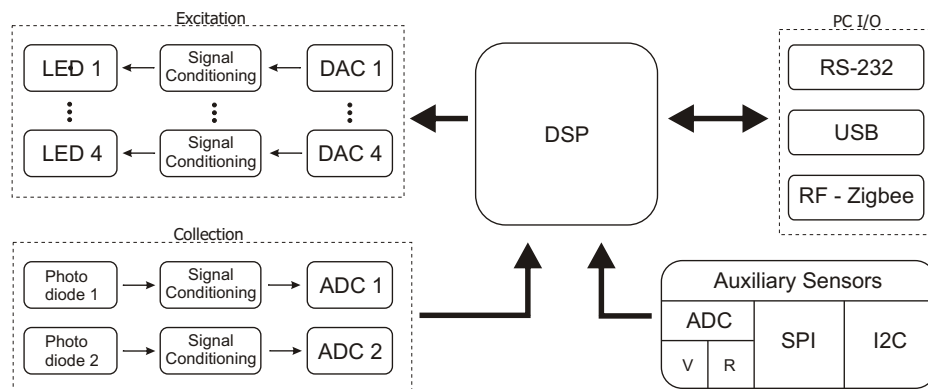 Excitation
LED 1
Signal
Conditioning
DAC 1
LED 4
Signal
Conditioning
DAC 4
DSP
PC I/O
RS-232
USB
RF - Zigbee
Collection
Photo
diode 1
Signal
Conditioning
ADC 1
Photo
diode 2
Signal
Conditioning
ADC 2
Auxiliary Sensors
ADC
V
R
SPI
I2C